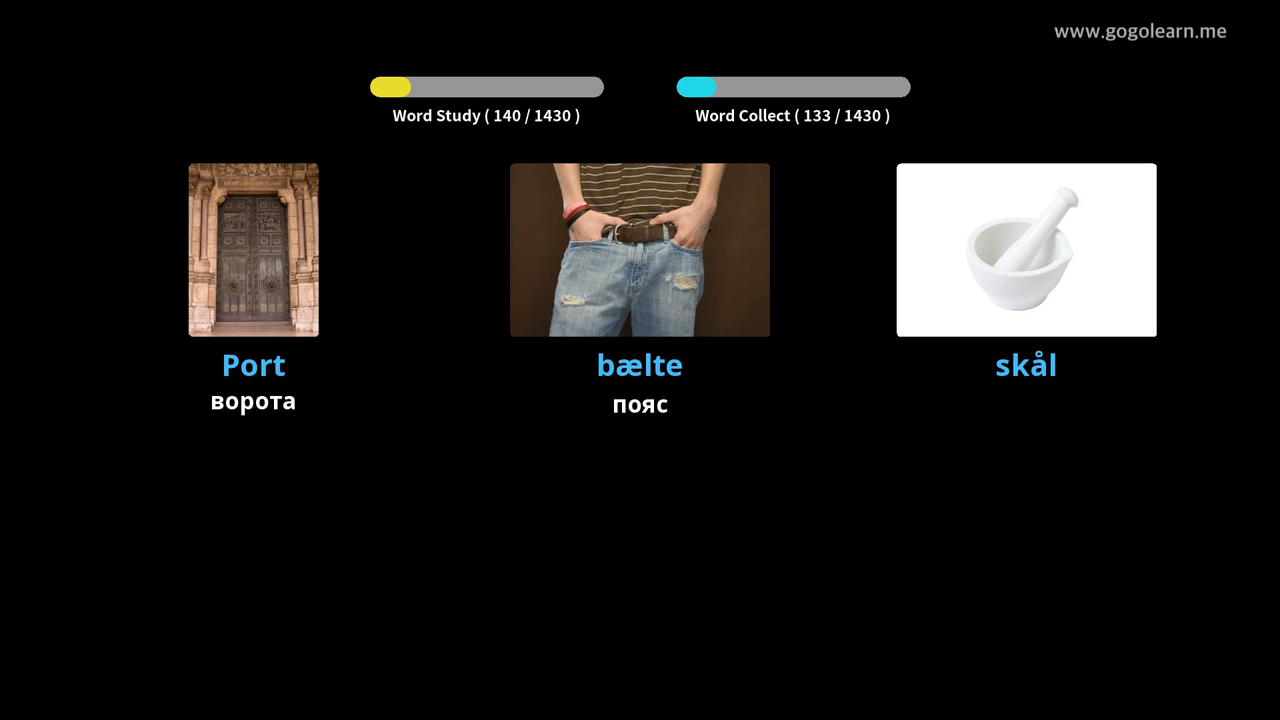 www.gogolearn.me
Word Study ( 140 / 1430 )
Word Collect ( 133 / 1430 )
Port
ворота
bælte
пояс
skål